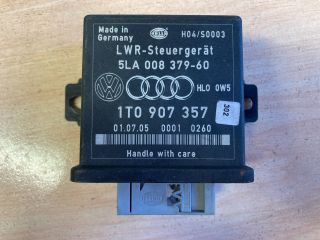 Made in Germany
HELLA
H04/S0003
LWR-Steuergerät
5LA 008 379-60
HLO 0W5
1T0 907 357
302
01.07.05 0001 0260
Handle with care